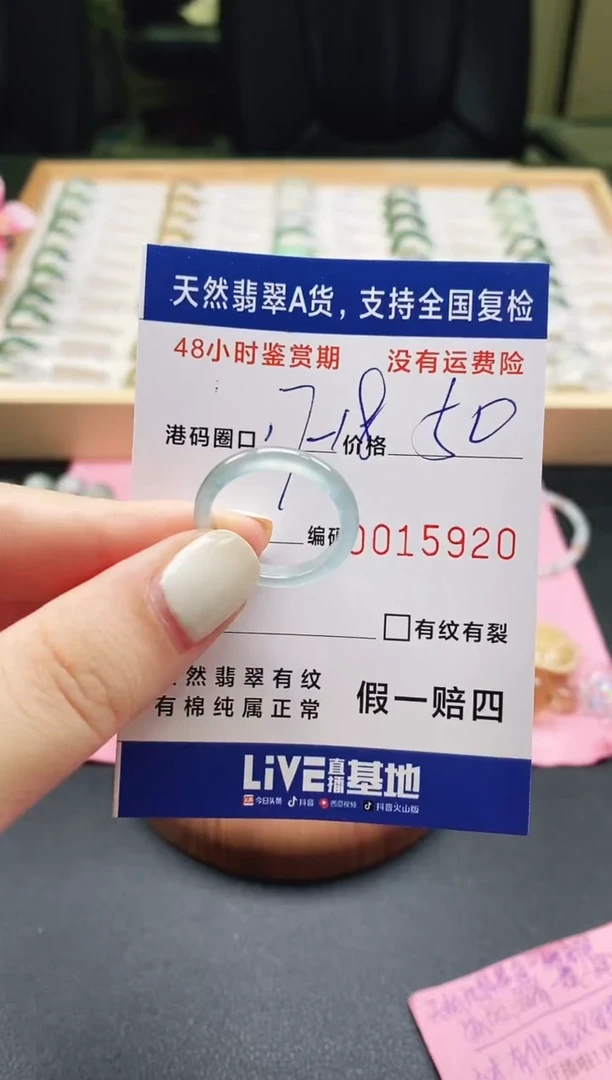 天然翡翠A货，支持全国复检
48小时鉴赏期 没有运费险
港码圈口 17-18 价格 50
1
编码 0015920
有纹有裂
然翡翠有纹
有棉纯属正常
假一赔四
LiVE直播基地
今日头条 抖音 西瓜视频 抖音火山版